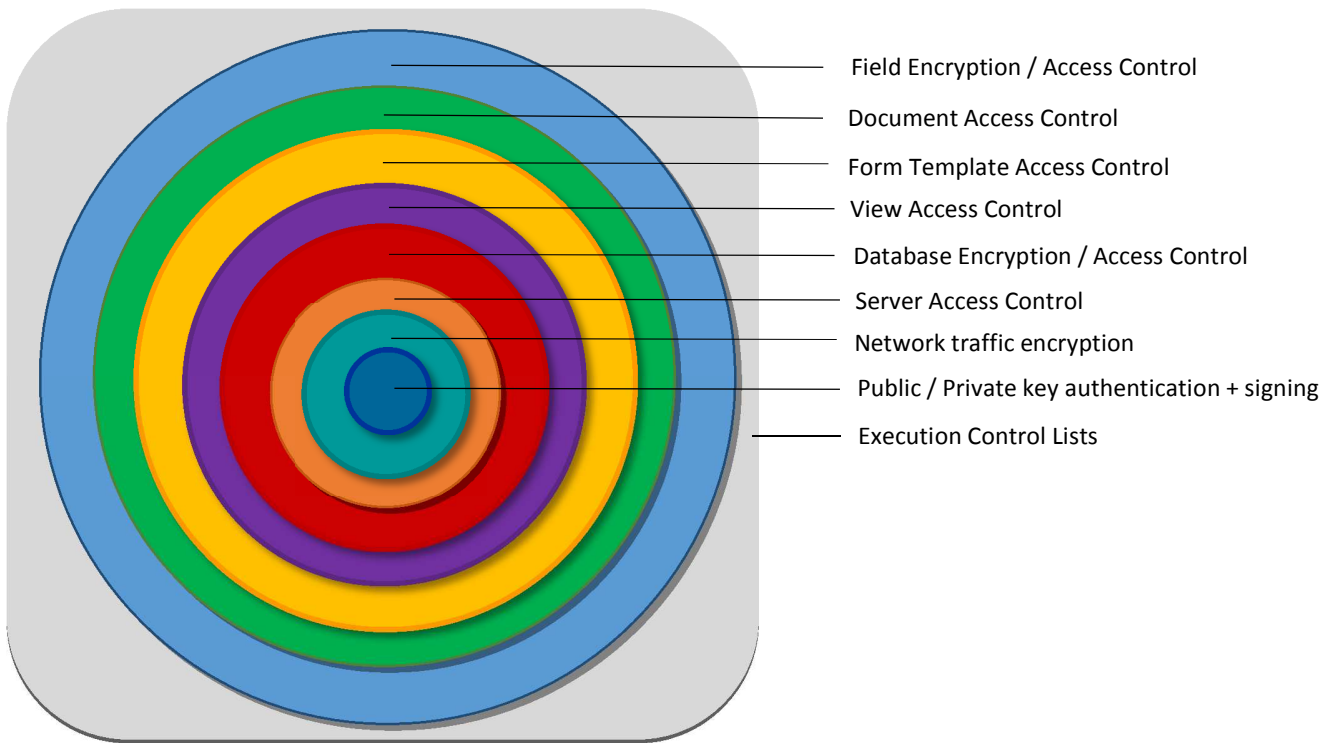 Field Encryption / Access Control
Document Access Control
Form Template Access Control
View Access Control
Database Encryption / Access Control
Server Access Control
Network traffic encryption
Public / Private key authentication + signing
Execution Control Lists